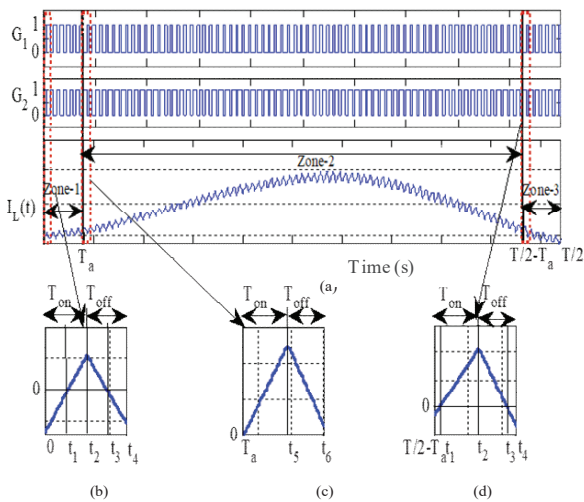 G1 1
0
G2 1
0
Zone-2
Zone-1
Zone-3
IL(t)
Ta
T/2-Ta T/2
Time (s)
(a)
Ton Toff
Ton Toff
Ton Toff
0
0
0
0 t1 t2 t3 t4
Ta t5 t6
T/2-Ta t1 t2 t3 t4
(b)
(c)
(d)